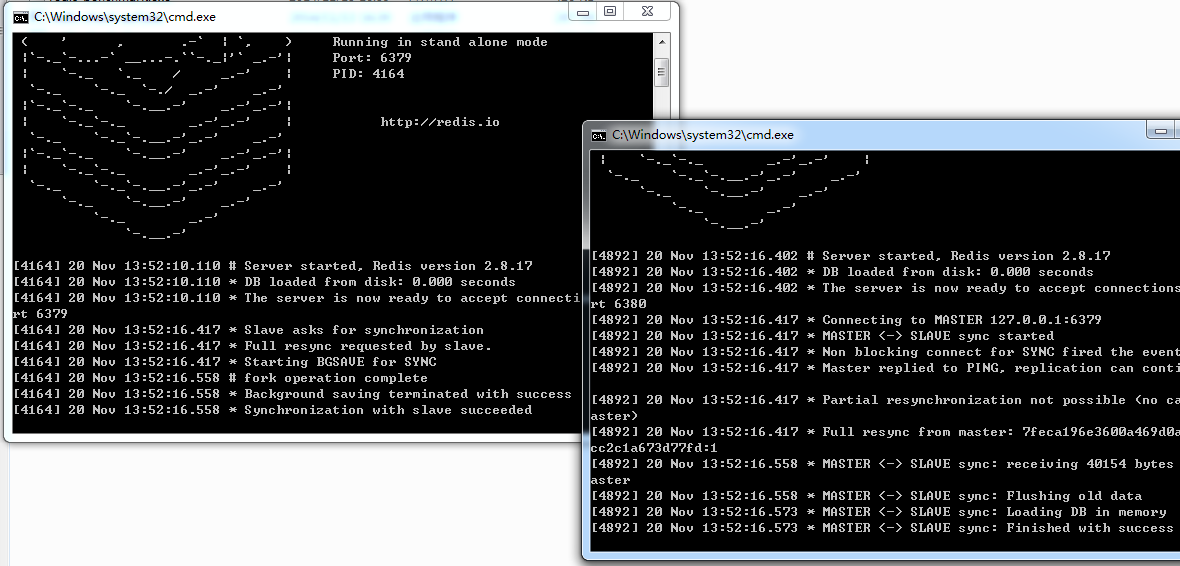 C:\Windows\system32\cmd.exe
Running in stand alone mode
Port: 6379
PID: 4164
http://redis.io
[4164] 20 Nov 13:52:10.110 # Server started, Redis version 2.8.17
[4164] 20 Nov 13:52:10.110 * DB loaded from disk: 0.000 seconds
[4164] 20 Nov 13:52:10.110 * The server is now ready to accept connecti
rt 6379
[4164] 20 Nov 13:52:16.417 * Slave asks for synchronization
[4164] 20 Nov 13:52:16.417 * Full resync requested by slave.
[4164] 20 Nov 13:52:16.417 * Starting BGSAVE for SYNC
[4164] 20 Nov 13:52:16.558 # fork operation complete
[4164] 20 Nov 13:52:16.558 * Background saving terminated with success
[4164] 20 Nov 13:52:16.558 * Synchronization with slave succeeded
C:\Windows\system32\cmd.exe
[4892] 20 Nov 13:52:16.402 # Server started, Redis version 2.8.17
[4892] 20 Nov 13:52:16.402 * DB loaded from disk: 0.000 seconds
[4892] 20 Nov 13:52:16.402 * The server is now ready to accept connections
rt 6380
[4892] 20 Nov 13:52:16.417 * Connecting to MASTER 127.0.0.1:6379
[4892] 20 Nov 13:52:16.417 * MASTER <-> SLAVE sync started
[4892] 20 Nov 13:52:16.417 * Non blocking connect for SYNC fired the event
[4892] 20 Nov 13:52:16.417 * Master replied to PING, replication can conti
[4892] 20 Nov 13:52:16.417 * Partial resynchronization not possible (no ca
aster)
[4892] 20 Nov 13:52:16.417 * Full resync from master: 7feca196e3600a469d0a
cc2c1a673d77fd:1
[4892] 20 Nov 13:52:16.558 * MASTER <-> SLAVE sync: receiving 40154 bytes
aster
[4892] 20 Nov 13:52:16.558 * MASTER <-> SLAVE sync: Flushing old data
[4892] 20 Nov 13:52:16.573 * MASTER <-> SLAVE sync: Loading DB in memory
[4892] 20 Nov 13:52:16.573 * MASTER <-> SLAVE sync: Finished with success